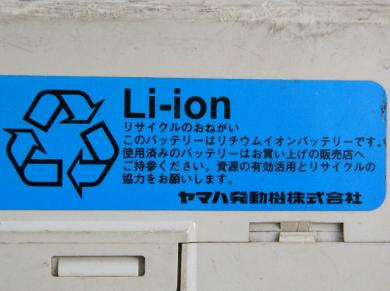 Li-ion
リサイクルのおねがい
このバッテリーはリチウムイオンバッテリーです。
使用済みのバッテリーはお買い上げの販売店へ
ご持参ください。資源の有効活用とリサイクルの
協力をお願いします。
ヤマハ発動機株式会社